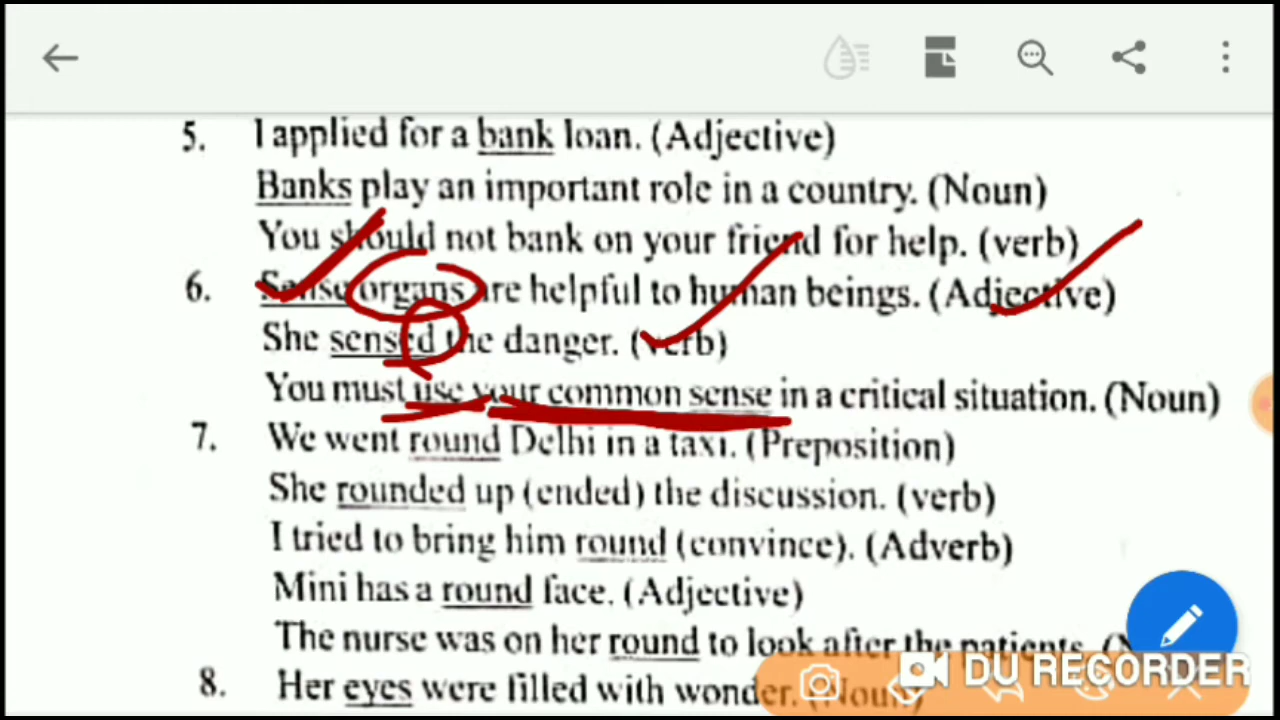 5. I applied for a bank loan. (Adjective)
Banks play an important role in a country. (Noun)
You should not bank on your friend for help. (verb)
6. Sense organs are helpful to human beings. (Adjective)
She sensed the danger. (verb)
You must use your common sense in a critical situation. (Noun)
7. We went round Delhi in a taxi. (Preposition)
She rounded up (ended) the discussion. (verb)
I tried to bring him round (convince). (Adverb)
Mini has a round face. (Adjective)
The nurse was on her round to look after the patients.
8. Her eyes were filled with wonder. (Noun)
DU RECORDER